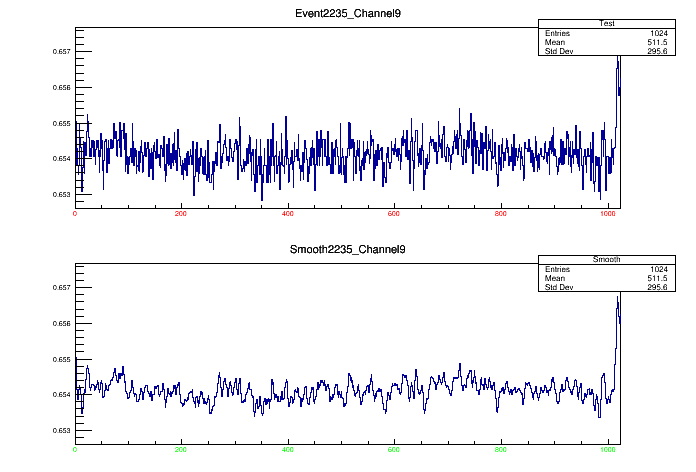 Event2235_Channel9
Test
Entries 1024
Mean 511.5
Std Dev 295.6
0.657
0.656
0.655
0.654
0.653
0 200 400 600 800 1000
Smooth2235_Channel9
Smooth
Entries 1024
Mean 511.5
Std Dev 295.6
0.657
0.656
0.655
0.654
0.653
0 200 400 600 800 1000